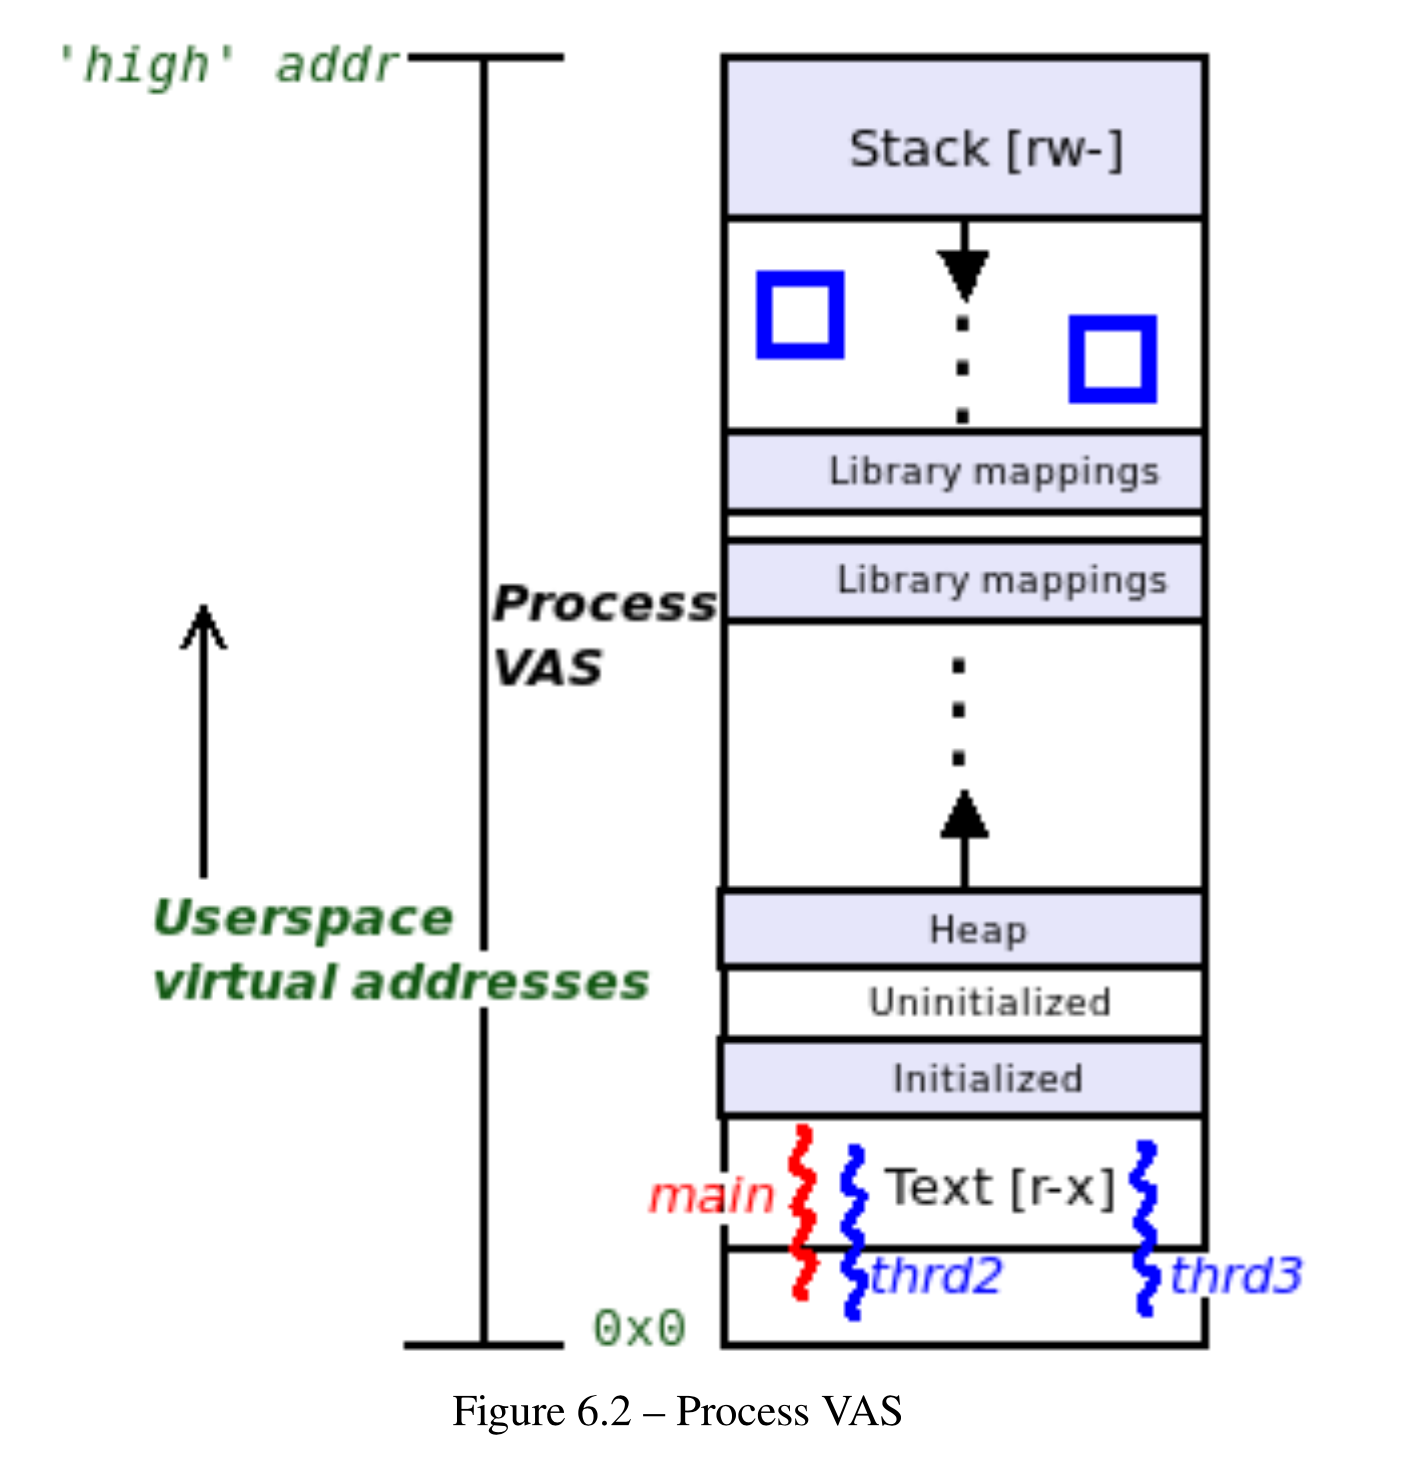 'high' addr
Stack [rw-]
Library mappings
Library mappings
Process
VAS
Userspace
virtual addresses
Heap
Uninitialized
Initialized
main
Text [r-x]
thrd2
thrd3
0x0
Figure 6.2 – Process VAS